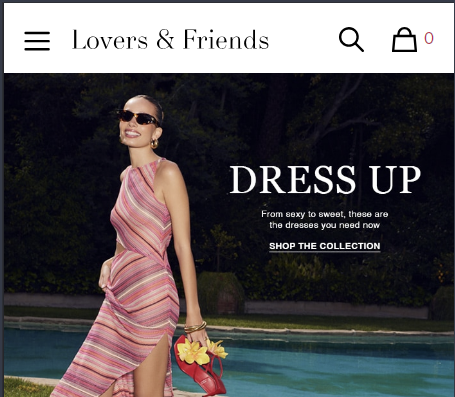 Lovers & Friends
0
DRESS UP
From sexy to sweet, these are
the dresses you need now
SHOP THE COLLECTION